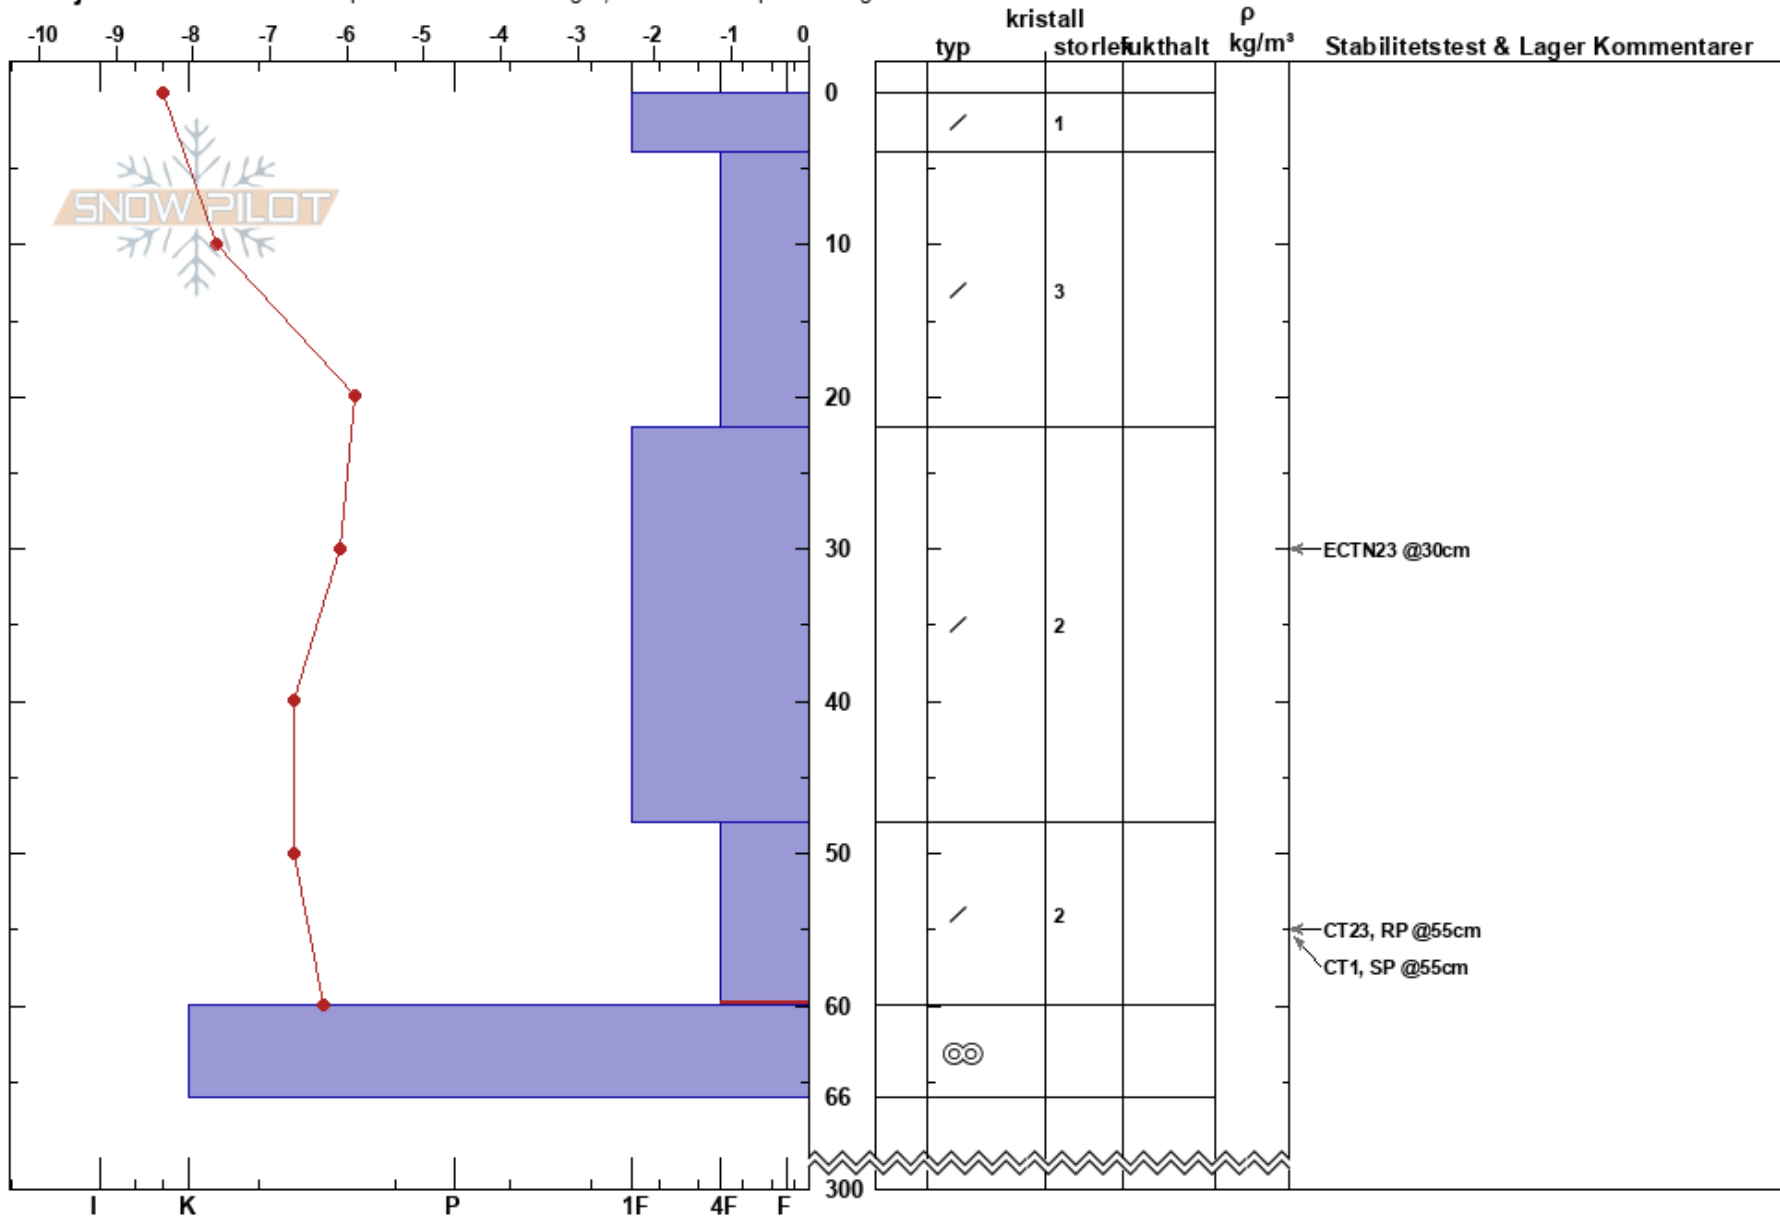 kristall ρ
-10 -9 -8 -7 -6 -5 -4 -3 -2 -1 0 typ storlek fukthalt kg/m³ Stabilitetstest & Lager Kommentarer
0
1
SNOW PILOT
10
3
20
30 ECTN23 @30cm
2
40
50
2
CT23, RP @55cm
CT1, SP @55cm
60
66
300
I K P 1F 4F F